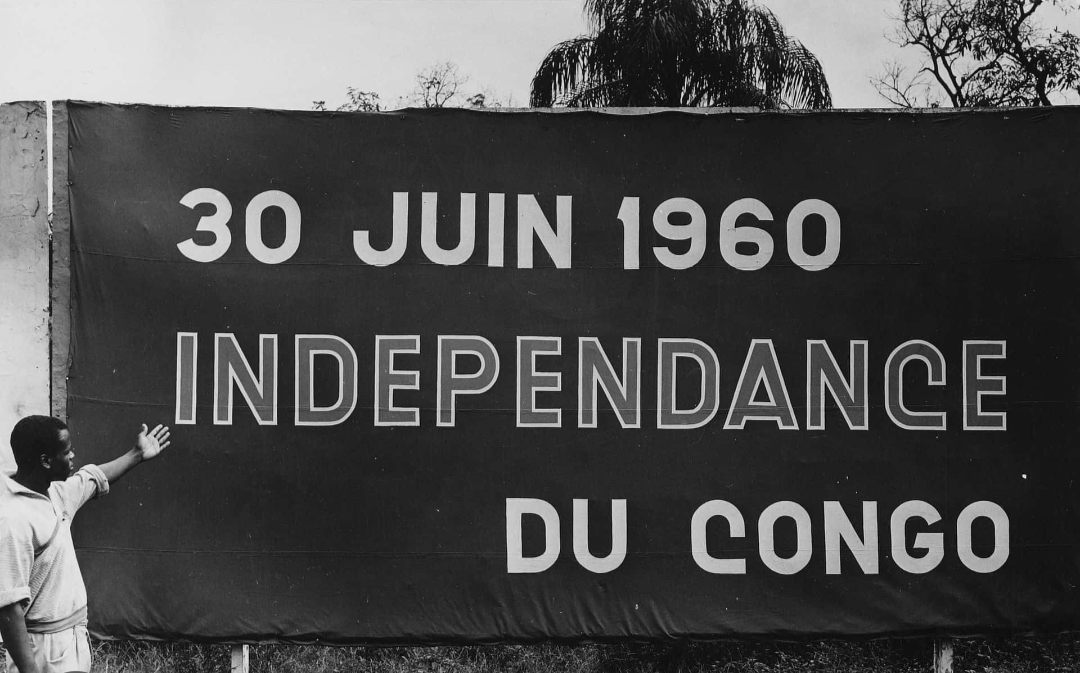 30 JUIN 1960
INDEPENDANCE
DU CONGO